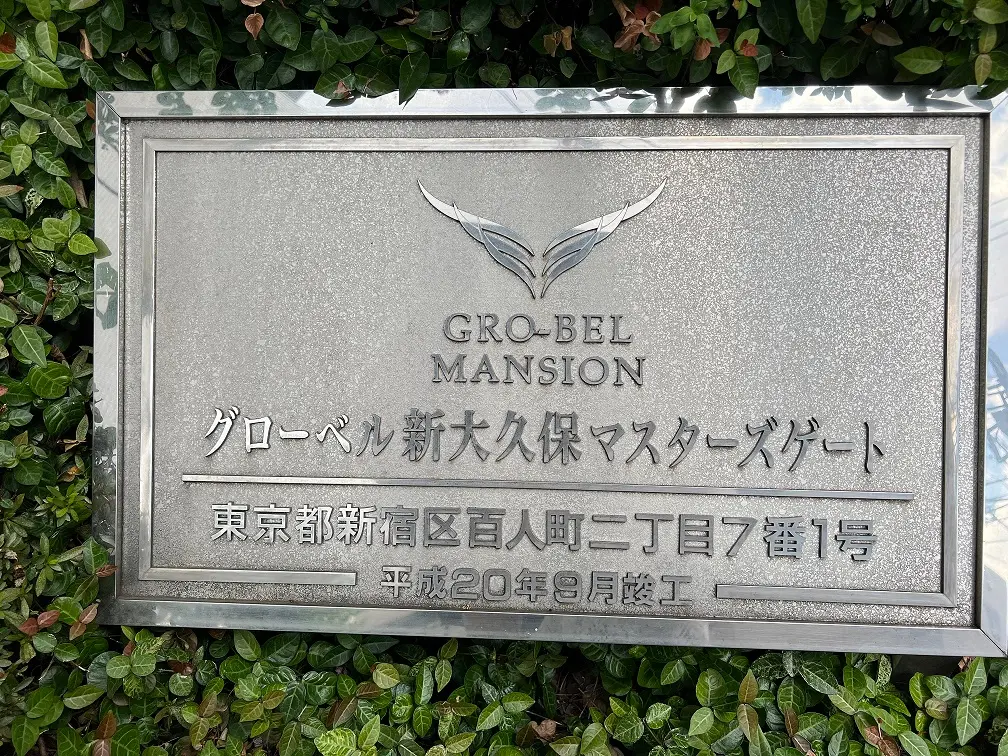 GRO-BEL
MANSION
グローベル新大久保マスターズゲート
東京都新宿区百人町二丁目7番1号
平成20年9月竣工